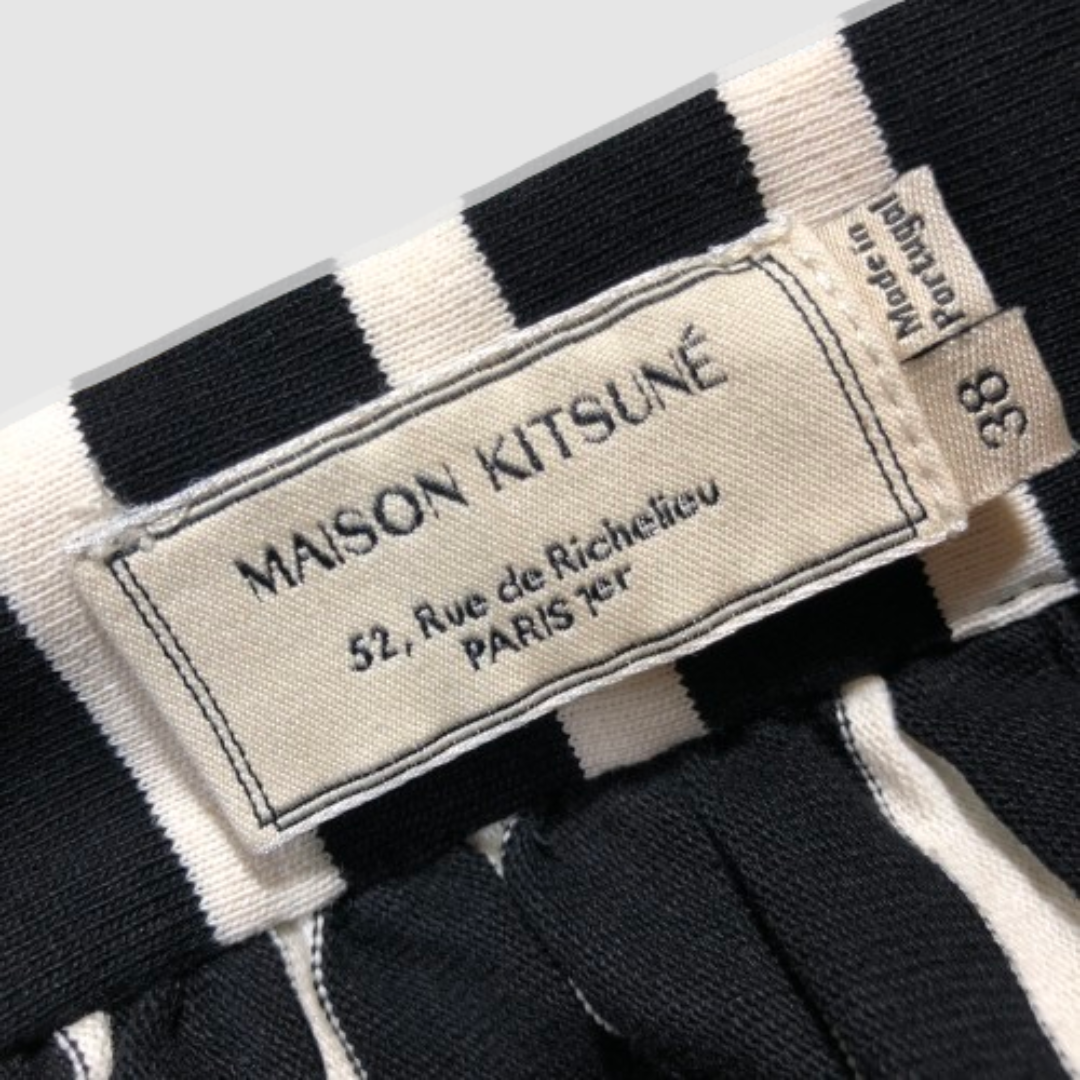 MAISON KITSUNÉ
52, Rue de Richelieu
PARIS 1er
Made in
Portugal
38